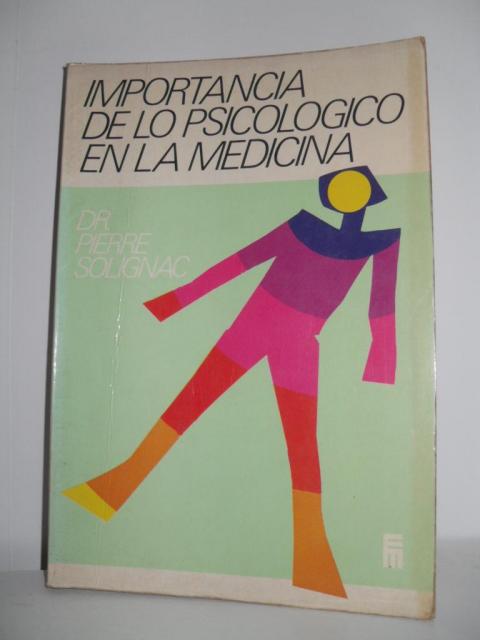 IMPORTANCIA
DE LO PSICOLOGICO
EN LA MEDICINA
DR.
PIERRE
SOLIGNAC